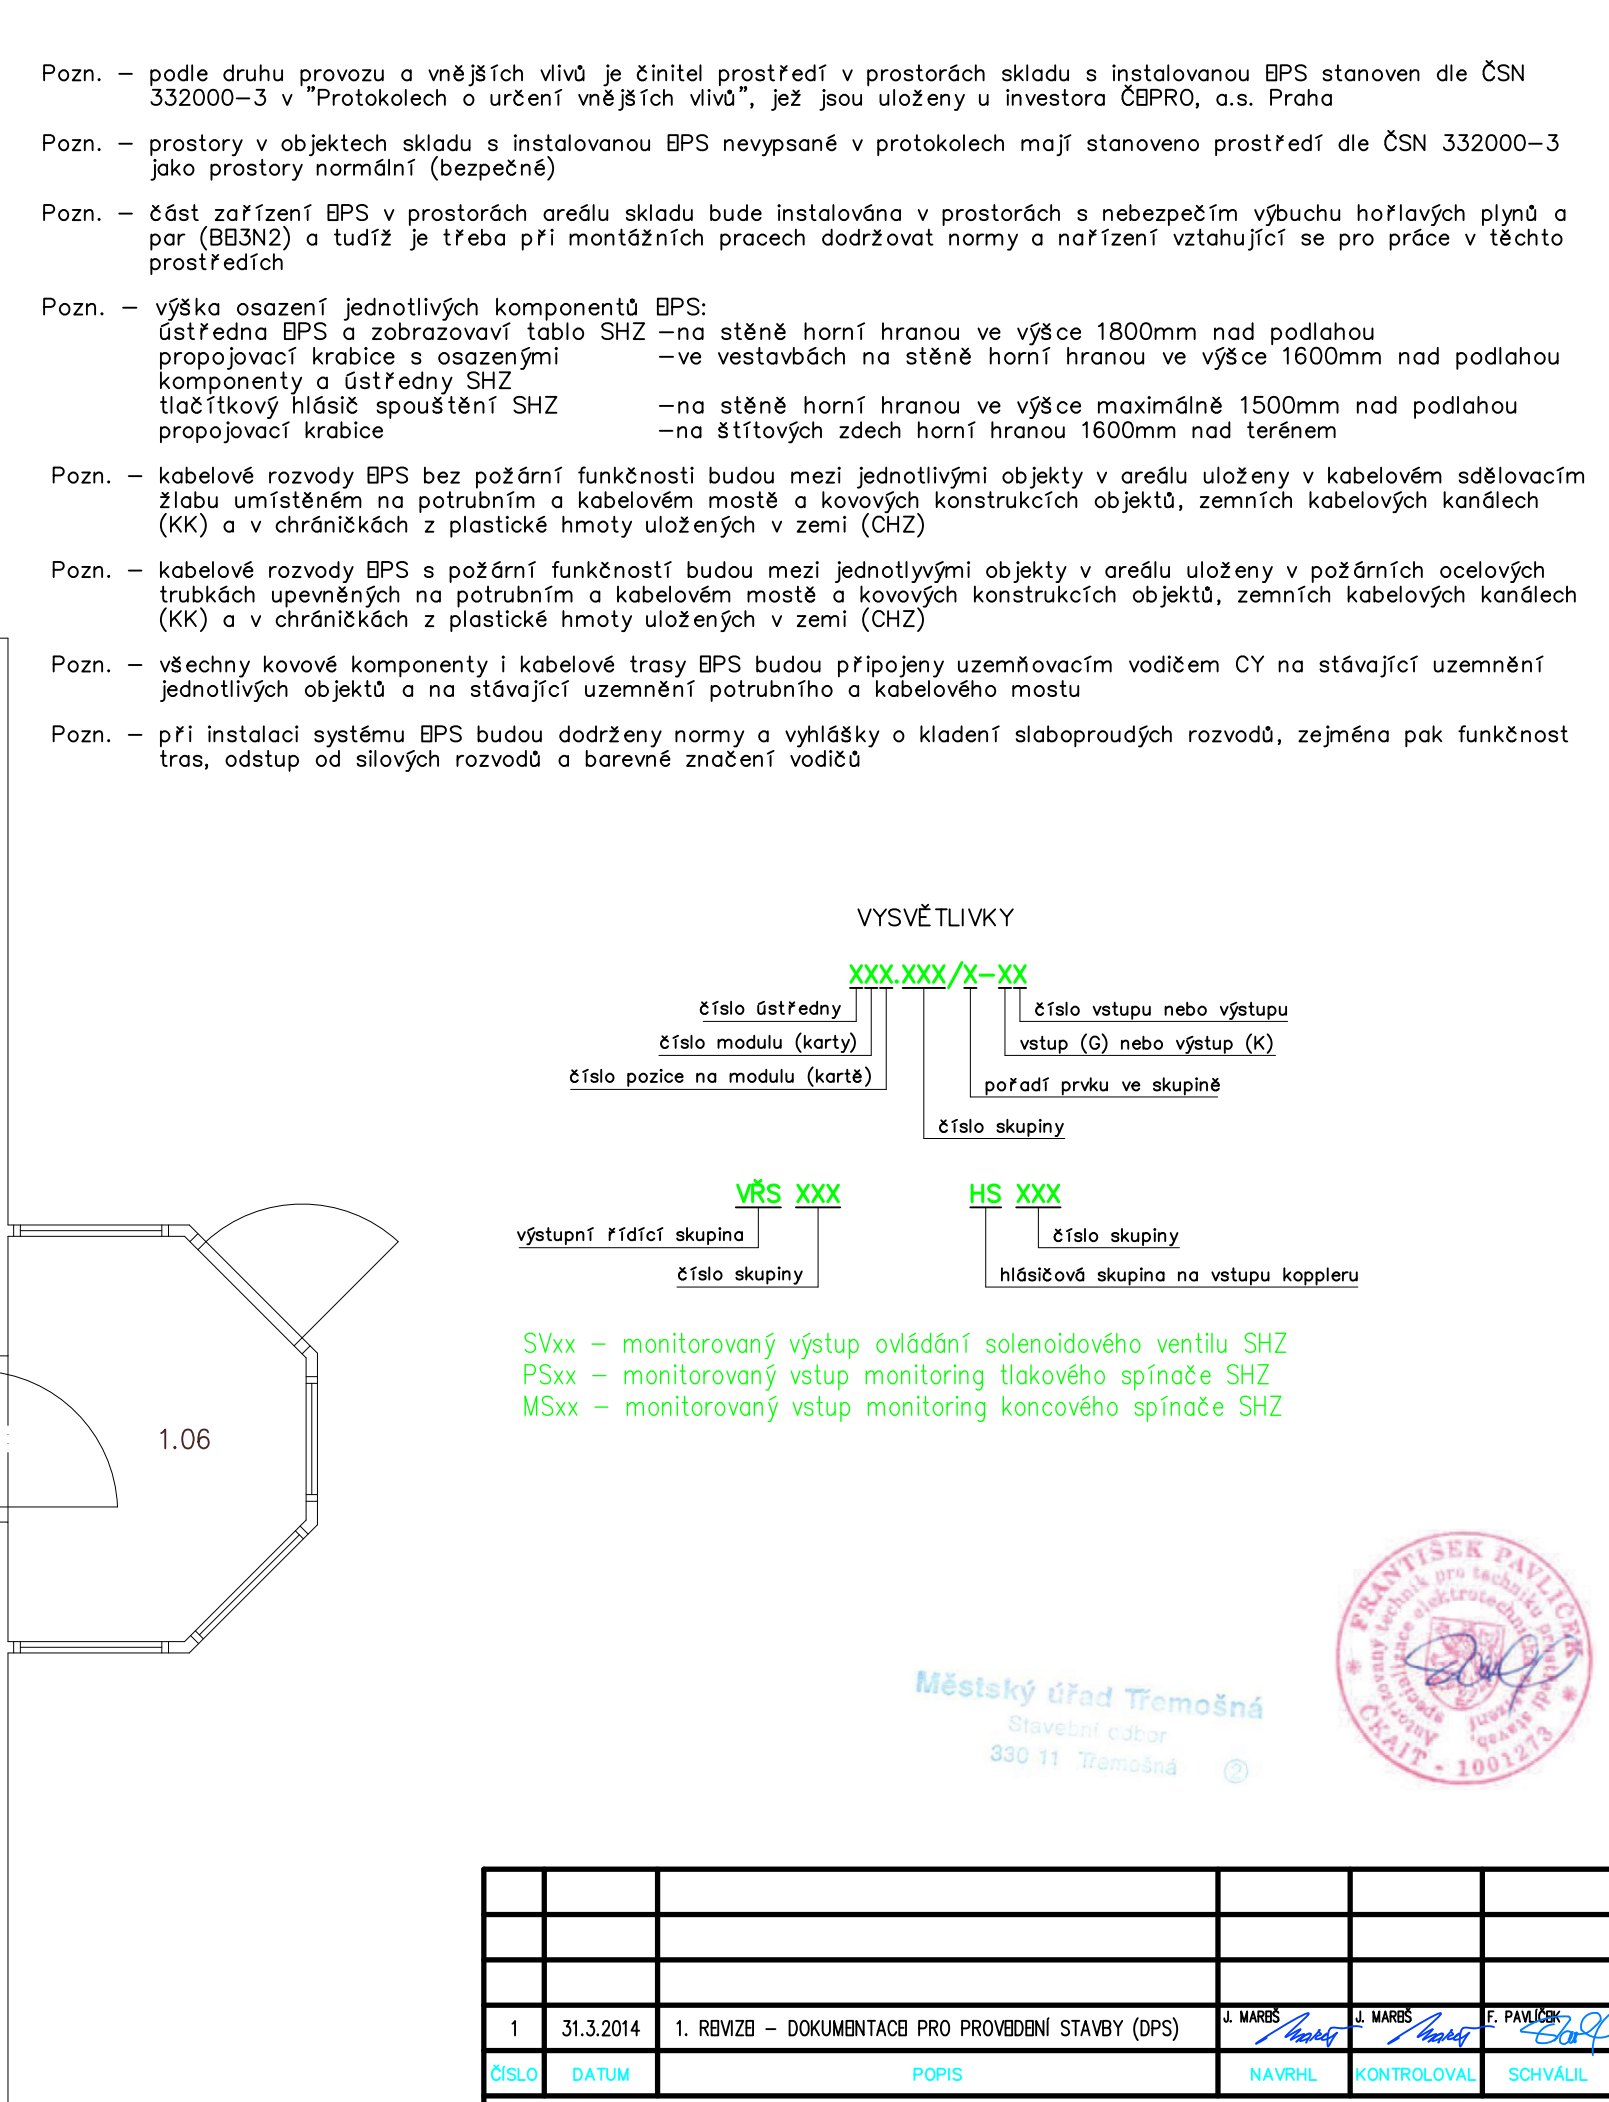 Pozn. – podle druhu provozu a vnějších vlivů je činitel prostředí v prostorách skladu s instalovanou EPS stanoven dle ČSN
332000–3 v "Protokolech o určení vnějších vlivů", jež jsou uloženy u investora ČEPRO, a.s. Praha
Pozn. – prostory v objektech skladu s instalovanou EPS nevypsané v protokolech mají stanoveno prostředí dle ČSN 332000–3
jako prostory normální (bezpečné)
Pozn. – část zařízení EPS v prostorách areálu skladu bude instalována v prostorách s nebezpečím výbuchu hořlavých plynů a
par (BE3N2) a tudíž je třeba při montážních pracech dodržovat normy a nařízení vztahující se pro práce v těchto
prostředích
Pozn. – výška osazení jednotlivých komponentů EPS:
ústředna EPS a zobrazovaví tablo SHZ –na stěně horní hranou ve výšce 1800mm nad podlahou
propojovací krabice s osazenými –ve vestavbách na stěně horní hranou ve výšce 1600mm nad podlahou
komponenty a ústředny SHZ
tlačítkový hlásič spouštění SHZ –na stěně horní hranou ve výšce maximálně 1500mm nad podlahou
propojovací krabice –na štítových zdech horní hranou 1600mm nad terénem
Pozn. – kabelové rozvody EPS bez požární funkčnosti budou mezi jednotlivými objekty v areálu uloženy v kabelovém sdělovacím
žlabu umístěném na potrubním a kabelovém mostě a kovových konstrukcích objektů, zemních kabelových kanálech
(KK) a v chráničkách z plastické hmoty uložených v zemi (CHZ)
Pozn. – kabelové rozvody EPS s požární funkčností budou mezi jednotlyvými objekty v areálu uloženy v požárních ocelových
trubkách upevněných na potrubním a kabelovém mostě a kovových konstrukcích objektů, zemních kabelových kanálech
(KK) a v chráničkách z plastické hmoty uložených v zemi (CHZ)
Pozn. – všechny kovové komponenty i kabelové trasy EPS budou připojeny uzemňovacím vodičem CY na stávající uzemnění
jednotlivých objektů a na stávající uzemnění potrubního a kabelového mostu
Pozn. – při instalaci systému EPS budou dodrženy normy a vyhlášky o kladení slaboproudých rozvodů, zejména pak funkčnost
tras, odstup od silových rozvodů a barevné značení vodičů
VYSVĚTLIVKY
XXX.XXX/X–XX
číslo ústředny
číslo vstupu nebo výstupu
číslo modulu (karty)
vstup (G) nebo výstup (K)
číslo pozice na modulu (kartě)
pořadí prvku ve skupině
číslo skupiny
VŘS XXX
HS XXX
výstupní řídící skupina
číslo skupiny
číslo skupiny
hlásičová skupina na vstupu koppleru
SVxx – monitorovaný výstup ovládání solenoidového ventilu SHZ
PSxx – monitorovaný vstup monitoring tlakového spínače SHZ
MSxx – monitorovaný vstup monitoring koncového spínače SHZ
1.06
FRANTIŠEK PAVLÍČEK
Autorizovaný technik pro techniku prostředí staveb,
specializace elektrotechnická zařízení
ČKAIT - 1001273
Městský úřad Třemošná
Stavební odbor
330 11 Třemošná 2
1 31.3.2014 1. REVIZE – DOKUMENTACE PRO PROVEDENÍ STAVBY (DPS) J. MAREŠ J. MAREŠ F. PAVLÍČEK
ČÍSLO DATUM POPIS NAVRHL KONTROLOVAL SCHVÁLIL